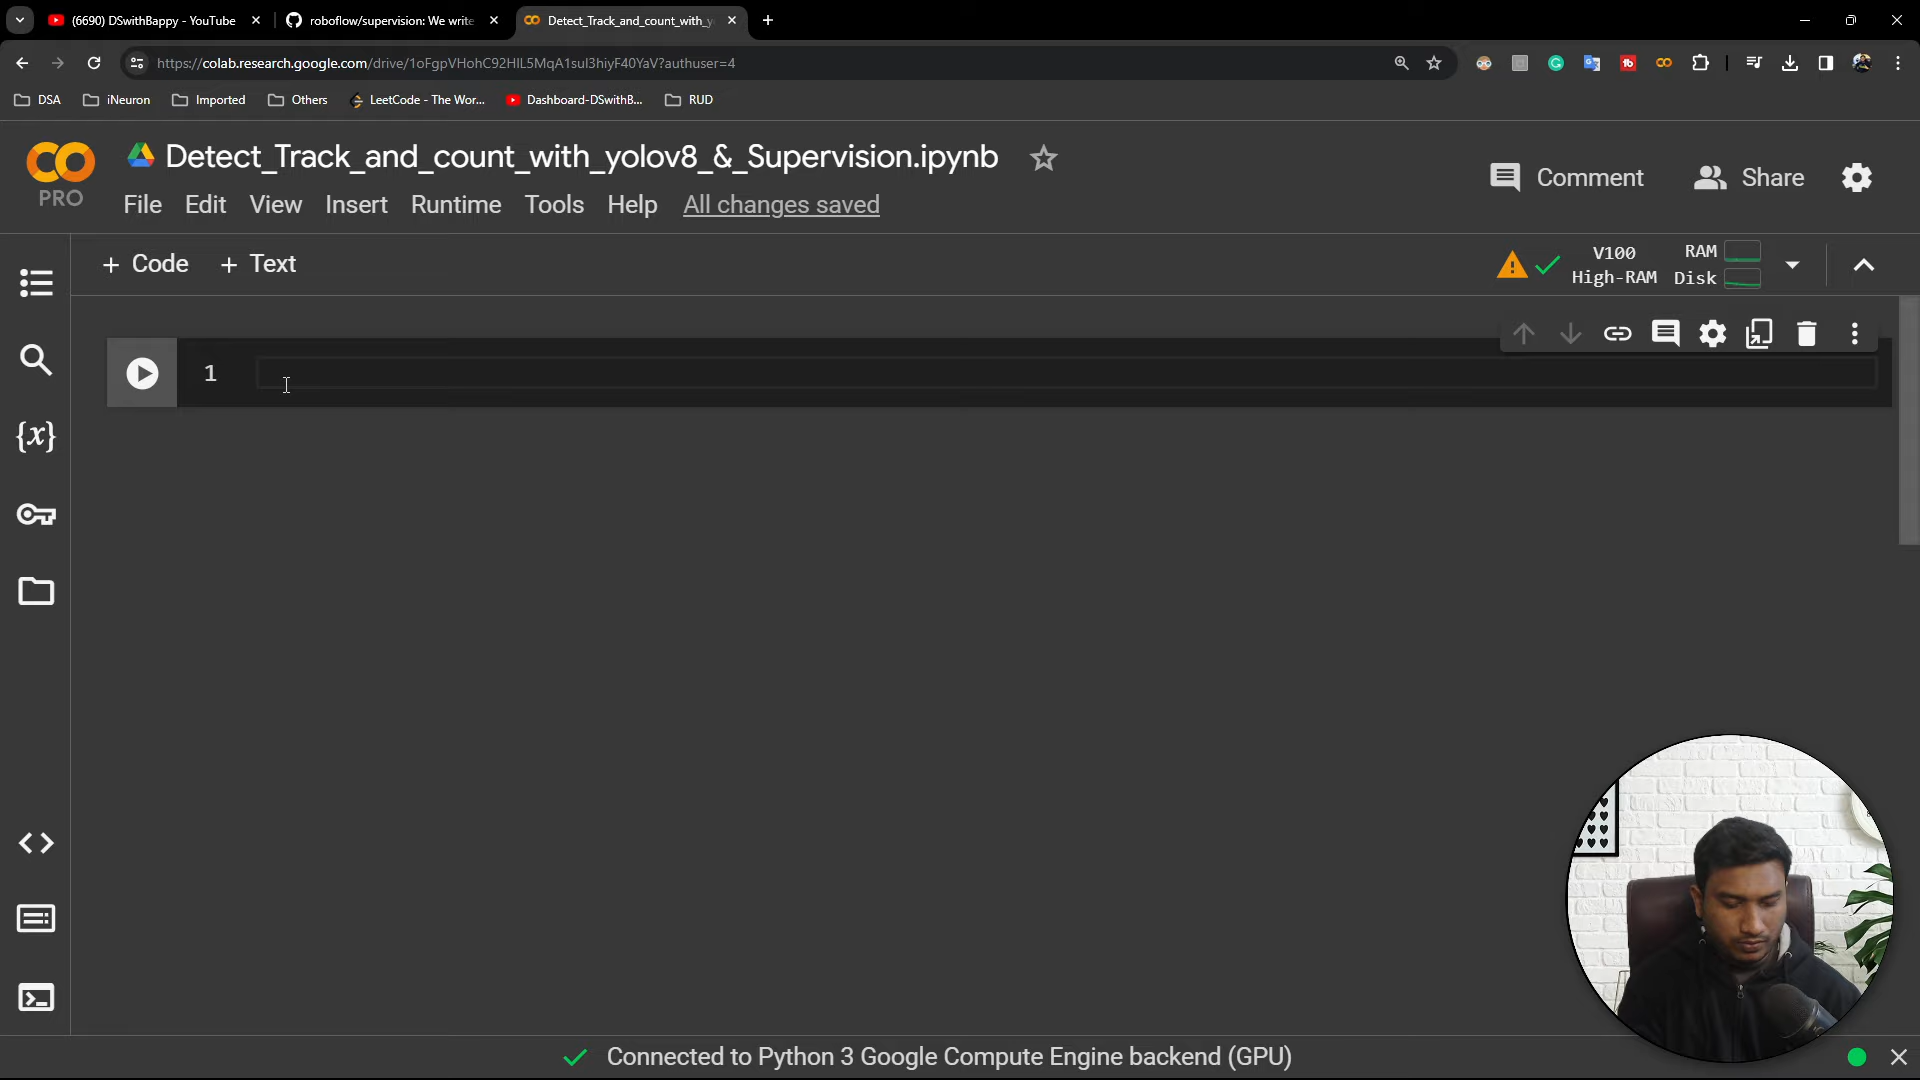 (6690) DSwithBappy - YouTube
roboflow/supervision: We write
Detect_Track_and_count_with_y
https://colab.research.google.com/drive/1oFgpVHohC92HIL5MqA1sul3hiyF40YaV?authuser=4
DSA
iNeuron
Imported
Others
LeetCode - The Wor...
Dashboard-DSwithB...
RUD
PRO
Detect_Track_and_count_with_yolov8_&_Supervision.ipynb
Comment
Share
File Edit View Insert Runtime Tools Help All changes saved
+ Code + Text
V100
High-RAM
RAM
Disk
1
{x}
Connected to Python 3 Google Compute Engine backend (GPU)